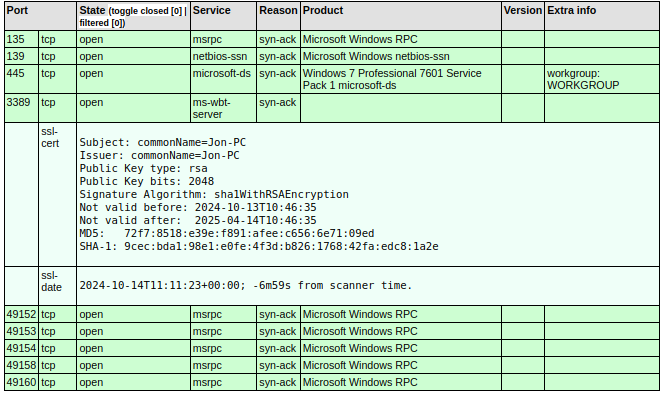 Port State (toggle closed [0] | filtered [0]) Service Reason Product Version Extra info
135 tcp open msrpc syn-ack Microsoft Windows RPC
139 tcp open netbios-ssn syn-ack Microsoft Windows netbios-ssn
445 tcp open microsoft-ds syn-ack Windows 7 Professional 7601 Service Pack 1 microsoft-ds workgroup: WORKGROUP
3389 tcp open ms-wbt-server syn-ack
ssl-cert
Subject: commonName=Jon-PC
Issuer: commonName=Jon-PC
Public Key type: rsa
Public Key bits: 2048
Signature Algorithm: sha1WithRSAEncryption
Not valid before: 2024-10-13T10:46:35
Not valid after:  2025-04-14T10:46:35
MD5:   72f7:8518:e39e:f891:afee:c656:6e71:09ed
SHA-1: 9cec:bda1:98e1:e0fe:4f3d:b826:1768:42fa:edc8:1a2e
ssl-date
2024-10-14T11:11:23+00:00; -6m59s from scanner time.
49152 tcp open msrpc syn-ack Microsoft Windows RPC
49153 tcp open msrpc syn-ack Microsoft Windows RPC
49154 tcp open msrpc syn-ack Microsoft Windows RPC
49158 tcp open msrpc syn-ack Microsoft Windows RPC
49160 tcp open msrpc syn-ack Microsoft Windows RPC